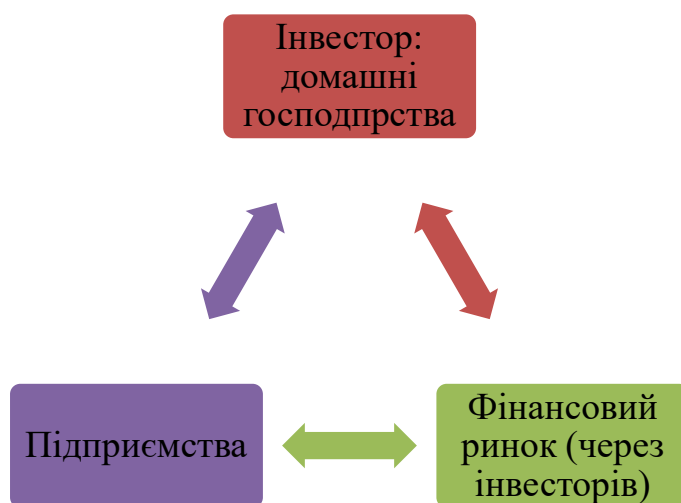 Інвестор:
домашні
господпрства
Підприємства
Фінансовий
ринок (через
інвесторів)